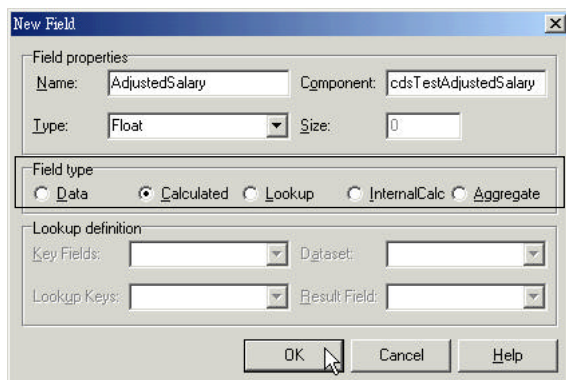 New Field
Field properties
Name: AdjustedSalary Component: cdsTestAdjustedSalary
Type: Float Size: 0
Field type
Data Calculated Lookup InternalCalc Aggregate
Lookup definition
Key Fields: Dataset:
Lookup Keys: Result Field:
OK Cancel Help